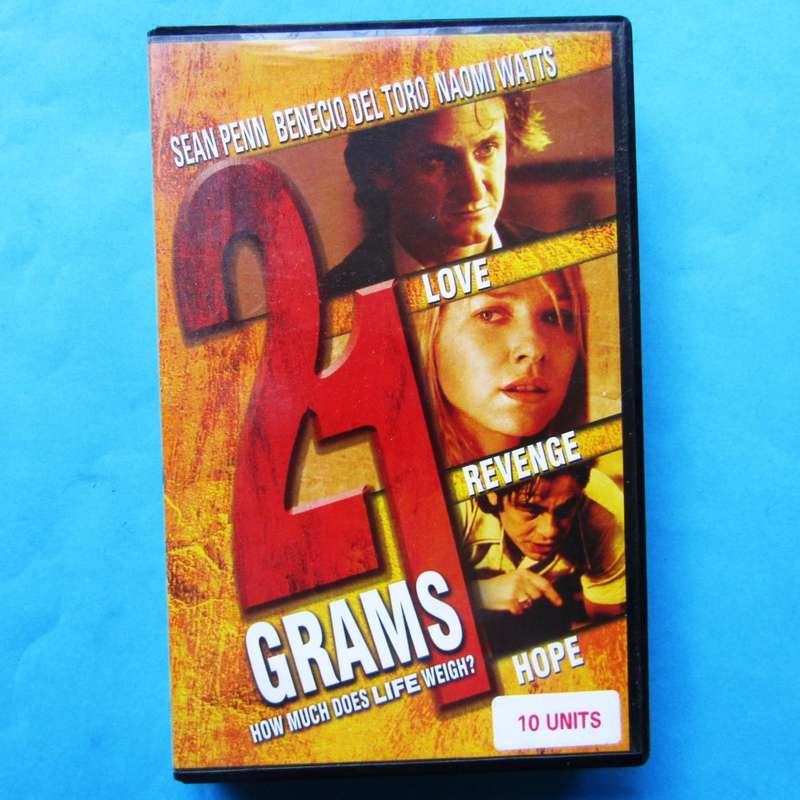 SEAN PENN BENECIO DEL TORO NAOMI WATTS
21
GRAMS
HOW MUCH DOES LIFE WEIGH?
LOVE
REVENGE
HOPE
10 UNITS